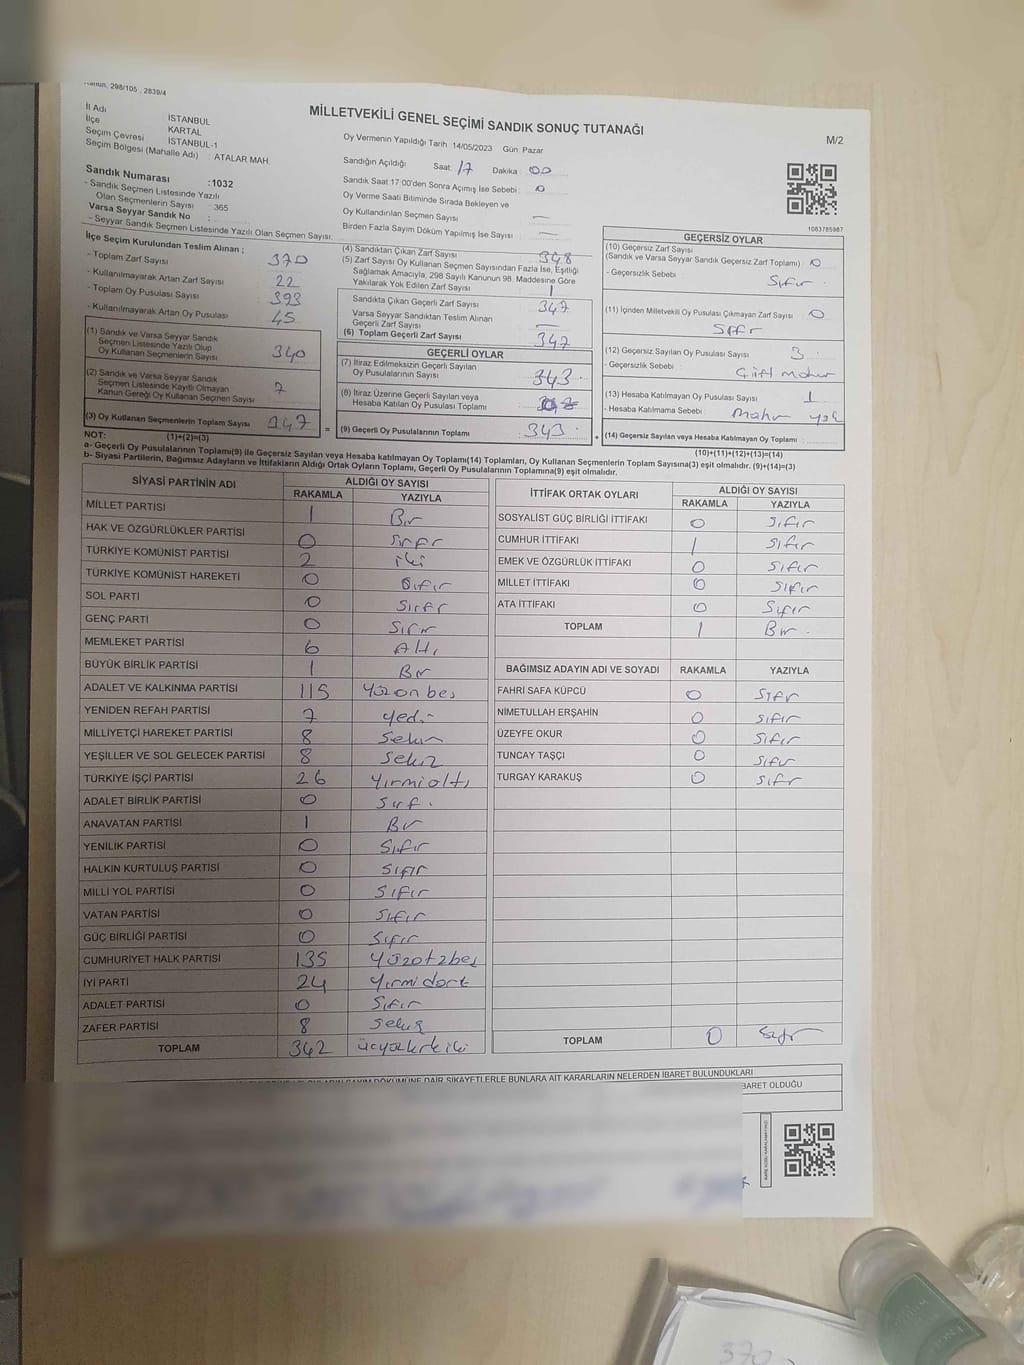 Kanun, 298/105 , 2839/4
MİLLETVEKİLİ GENEL SEÇİMİ SANDIK SONUÇ TUTANAĞI
M/2
İl Adı İSTANBUL
İlçe KARTAL
Seçim Çevresi İSTANBUL-1
Seçim Bölgesi (Mahalle Adı) : ATALAR MAH.
Sandık Numarası :1032
- Sandık Seçmen Listesinde Yazılı
Olan Seçmenlerin Sayısı : 365
Varsa Seyyar Sandık No :
- Seyyar Sandık Seçmen Listesinde Yazılı Olan Seçmen Sayısı:
Oy Vermenin Yapıldığı Tarih 14/05/2023 Gün Pazar
Sandığın Açıldığı Saat: 17 Dakika : 00
Sandık Saat 17:00'den Sonra Açımış İse Sebebi : 0
Oy Verme Saati Bitiminde Sırada Bekleyen ve
Oy Kullandırılan Seçmen Sayısı —
Birden Fazla Sayım Döküm Yapılmış İse Sayısı : —
1083785987
İlçe Seçim Kurulundan Teslim Alınan ;
- Toplam Zarf Sayısı 370
- Kullanılmayarak Artan Zarf Sayısı : 22
- Toplam Oy Pusulası Sayısı : 393
- Kullanılmayarak Artan Oy Pusulası 45
(1) Sandık ve Varsa Seyyar Sandık
Seçmen Listesinde Yazılı Olup
Oy Kullanan Seçmenlerin Sayısı 340
(2) Sandık ve Varsa Seyyar Sandık
Seçmen Listesinde Kayıtlı Olmayan
Kanun Gereği Oy Kullanan Seçmen Sayısı 7
(3) Oy Kullanan Seçmenlerin Toplam Sayısı 347
(1)+(2)=(3)
(4) Sandıktan Çıkan Zarf Sayısı 348
(5) Zarf Sayısı Oy Kullanan Seçmen Sayısından Fazla İse, Eşitliği
Sağlamak Amacıyla, 298 Sayılı Kanunun 98. Maddesine Göre
Yakılarak Yok Edilen Zarf Sayısı 1
Sandıkta Çıkan Geçerli Zarf Sayısı 347
Varsa Seyyar Sandıktan Teslim Alınan
Geçerli Zarf Sayısı —
(6) Toplam Geçerli Zarf Sayısı 347
GEÇERLİ OYLAR
(7) İtiraz Edilmeksizin Geçerli Sayılan
Oy Pusulalarının Sayısı : 343
(8) İtiraz Üzerine Geçerli Sayılan veya
Hesaba Katılan Oy Pusulası Toplamı :
= (9) Geçerli Oy Pusulalarının Toplamı : 343
GEÇERSİZ OYLAR
(10) Geçersiz Zarf Sayısı
(Sandık ve Varsa Seyyar Sandık Geçersiz Zarf Toplamı) : 0
- Geçersizlik Sebebi : Sıfır
(11) İçinden Milletvekili Oy Pusulası Çıkmayan Zarf Sayısı : 0
Sıfır
(12) Geçersiz Sayılan Oy Pusulası Sayısı : 3
- Geçersizlik Sebebi : Çift Mühür
(13) Hesaba Katılmayan Oy Pusulası Sayısı : 1
- Hesaba Katılmama Sebebi : Mühr yok
+ (14) Geçersiz Sayılan veya Hesaba Katılmayan Oy Toplamı :
(10)+(11)+(12)+(13)=(14)
NOT:
a- Geçerli Oy Pusulalarının Toplamı(9) ile Geçersiz Sayılan veya Hesaba katılmayan Oy Toplamı(14) Toplamları, Oy Kullanan Seçmenlerin Toplam Sayısına(3) eşit olmalıdır. (9)+(14)=(3)
b- Siyasi Partilerin, Bağımsız Adayların ve İttifakların Aldığı Ortak Oyların Toplamı, Geçerli Oy Pusulalarının Toplamına(9) eşit olmalıdır.
SİYASİ PARTİNİN ADI ALDIĞI OY SAYISI
RAKAMLA YAZIYLA
MİLLET PARTİSİ 1 Bir
HAK VE ÖZGÜRLÜKLER PARTİSİ 0 Sıfır
TÜRKİYE KOMÜNİST PARTİSİ 2 iki
TÜRKİYE KOMÜNİST HAREKETİ 0 Sıfır
SOL PARTİ 0 Sıfır
GENÇ PARTİ 0 Sıfır
MEMLEKET PARTİSİ 6 Altı
BÜYÜK BİRLİK PARTİSİ 1 Bir
ADALET VE KALKINMA PARTİSİ 115 Yüzonbeş
YENİDEN REFAH PARTİSİ 7 yedi
MİLLİYETÇİ HAREKET PARTİSİ 8 Sekiz
YEŞİLLER VE SOL GELECEK PARTİSİ 8 Sekiz
TÜRKİYE İŞÇİ PARTİSİ 26 Yırmialtı
ADALET BİRLİK PARTİSİ 0 Sıfır
ANAVATAN PARTİSİ 1 Bir
YENİLİK PARTİSİ 0 Sıfır
HALKIN KURTULUŞ PARTİSİ 0 Sıfır
MİLLİ YOL PARTİSİ 0 Sıfır
VATAN PARTİSİ 0 Sıfır
GÜÇ BİRLİĞİ PARTİSİ 0 Sıfır
CUMHURİYET HALK PARTİSİ 135 Yüzotzbeş
İYİ PARTİ 24 Yırmidört
ADALET PARTİSİ 0 Sıfır
ZAFER PARTİSİ 8 Sekiz
TOPLAM 342 üçyüzkırkiki
İTTİFAK ORTAK OYLARI ALDIĞI OY SAYISI
RAKAMLA YAZIYLA
SOSYALİST GÜÇ BİRLİĞİ İTTİFAKI 0 Sıfır
CUMHUR İTTİFAKI 1 Sıfır
EMEK VE ÖZGÜRLÜK İTTİFAKI 0 Sıfır
MİLLET İTTİFAKI 0 Sıfır
ATA İTTİFAKI 0 Sıfır
TOPLAM 1 Bir
BAĞIMSIZ ADAYIN ADI VE SOYADI RAKAMLA YAZIYLA
FAHRİ SAFA KÜPCÜ 0 Sıfır
NİMETULLAH ERŞAHİN 0 Sıfır
ÜZEYFE OKUR 0 Sıfır
TUNCAY TAŞÇI 0 Sıfır
TURGAY KARAKUŞ 0 Sıfır
TOPLAM 0 Sıfır
SAYIM DÖKÜMÜNE DAİR ŞİKAYETLERLE BUNLARA AİT KARARLARIN NELERDEN İBARET BULUNDUKLARI
İBARET OLDUĞU
370